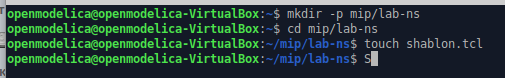 openmodelica@openmodelica-VirtualBox:~$ mkdir -p mip/lab-ns
openmodelica@openmodelica-VirtualBox:~$ cd mip/lab-ns
openmodelica@openmodelica-VirtualBox:~/mip/lab-ns$ touch shablon.tcl
openmodelica@openmodelica-VirtualBox:~/mip/lab-ns$ S